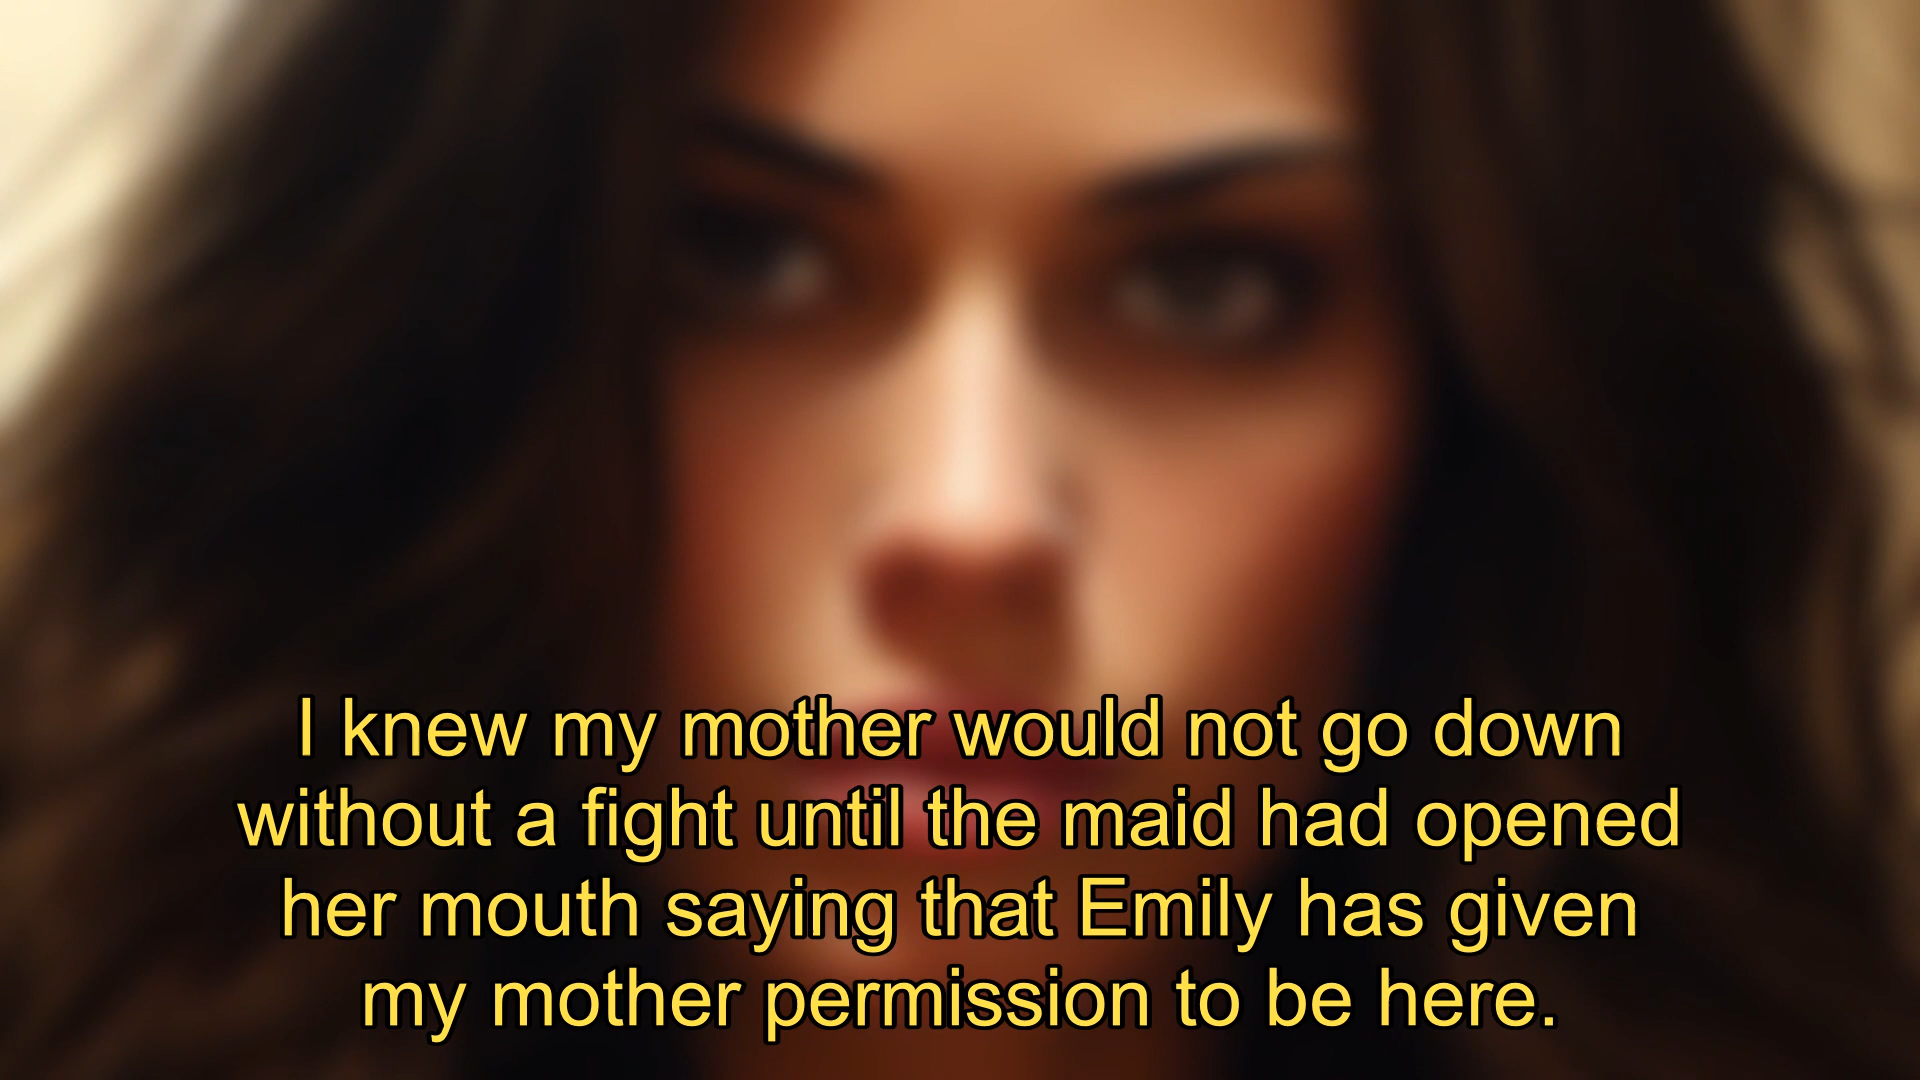 I knew my mother would not go down
without a fight until the maid had opened
her mouth saying that Emily has given
my mother permission to be here.